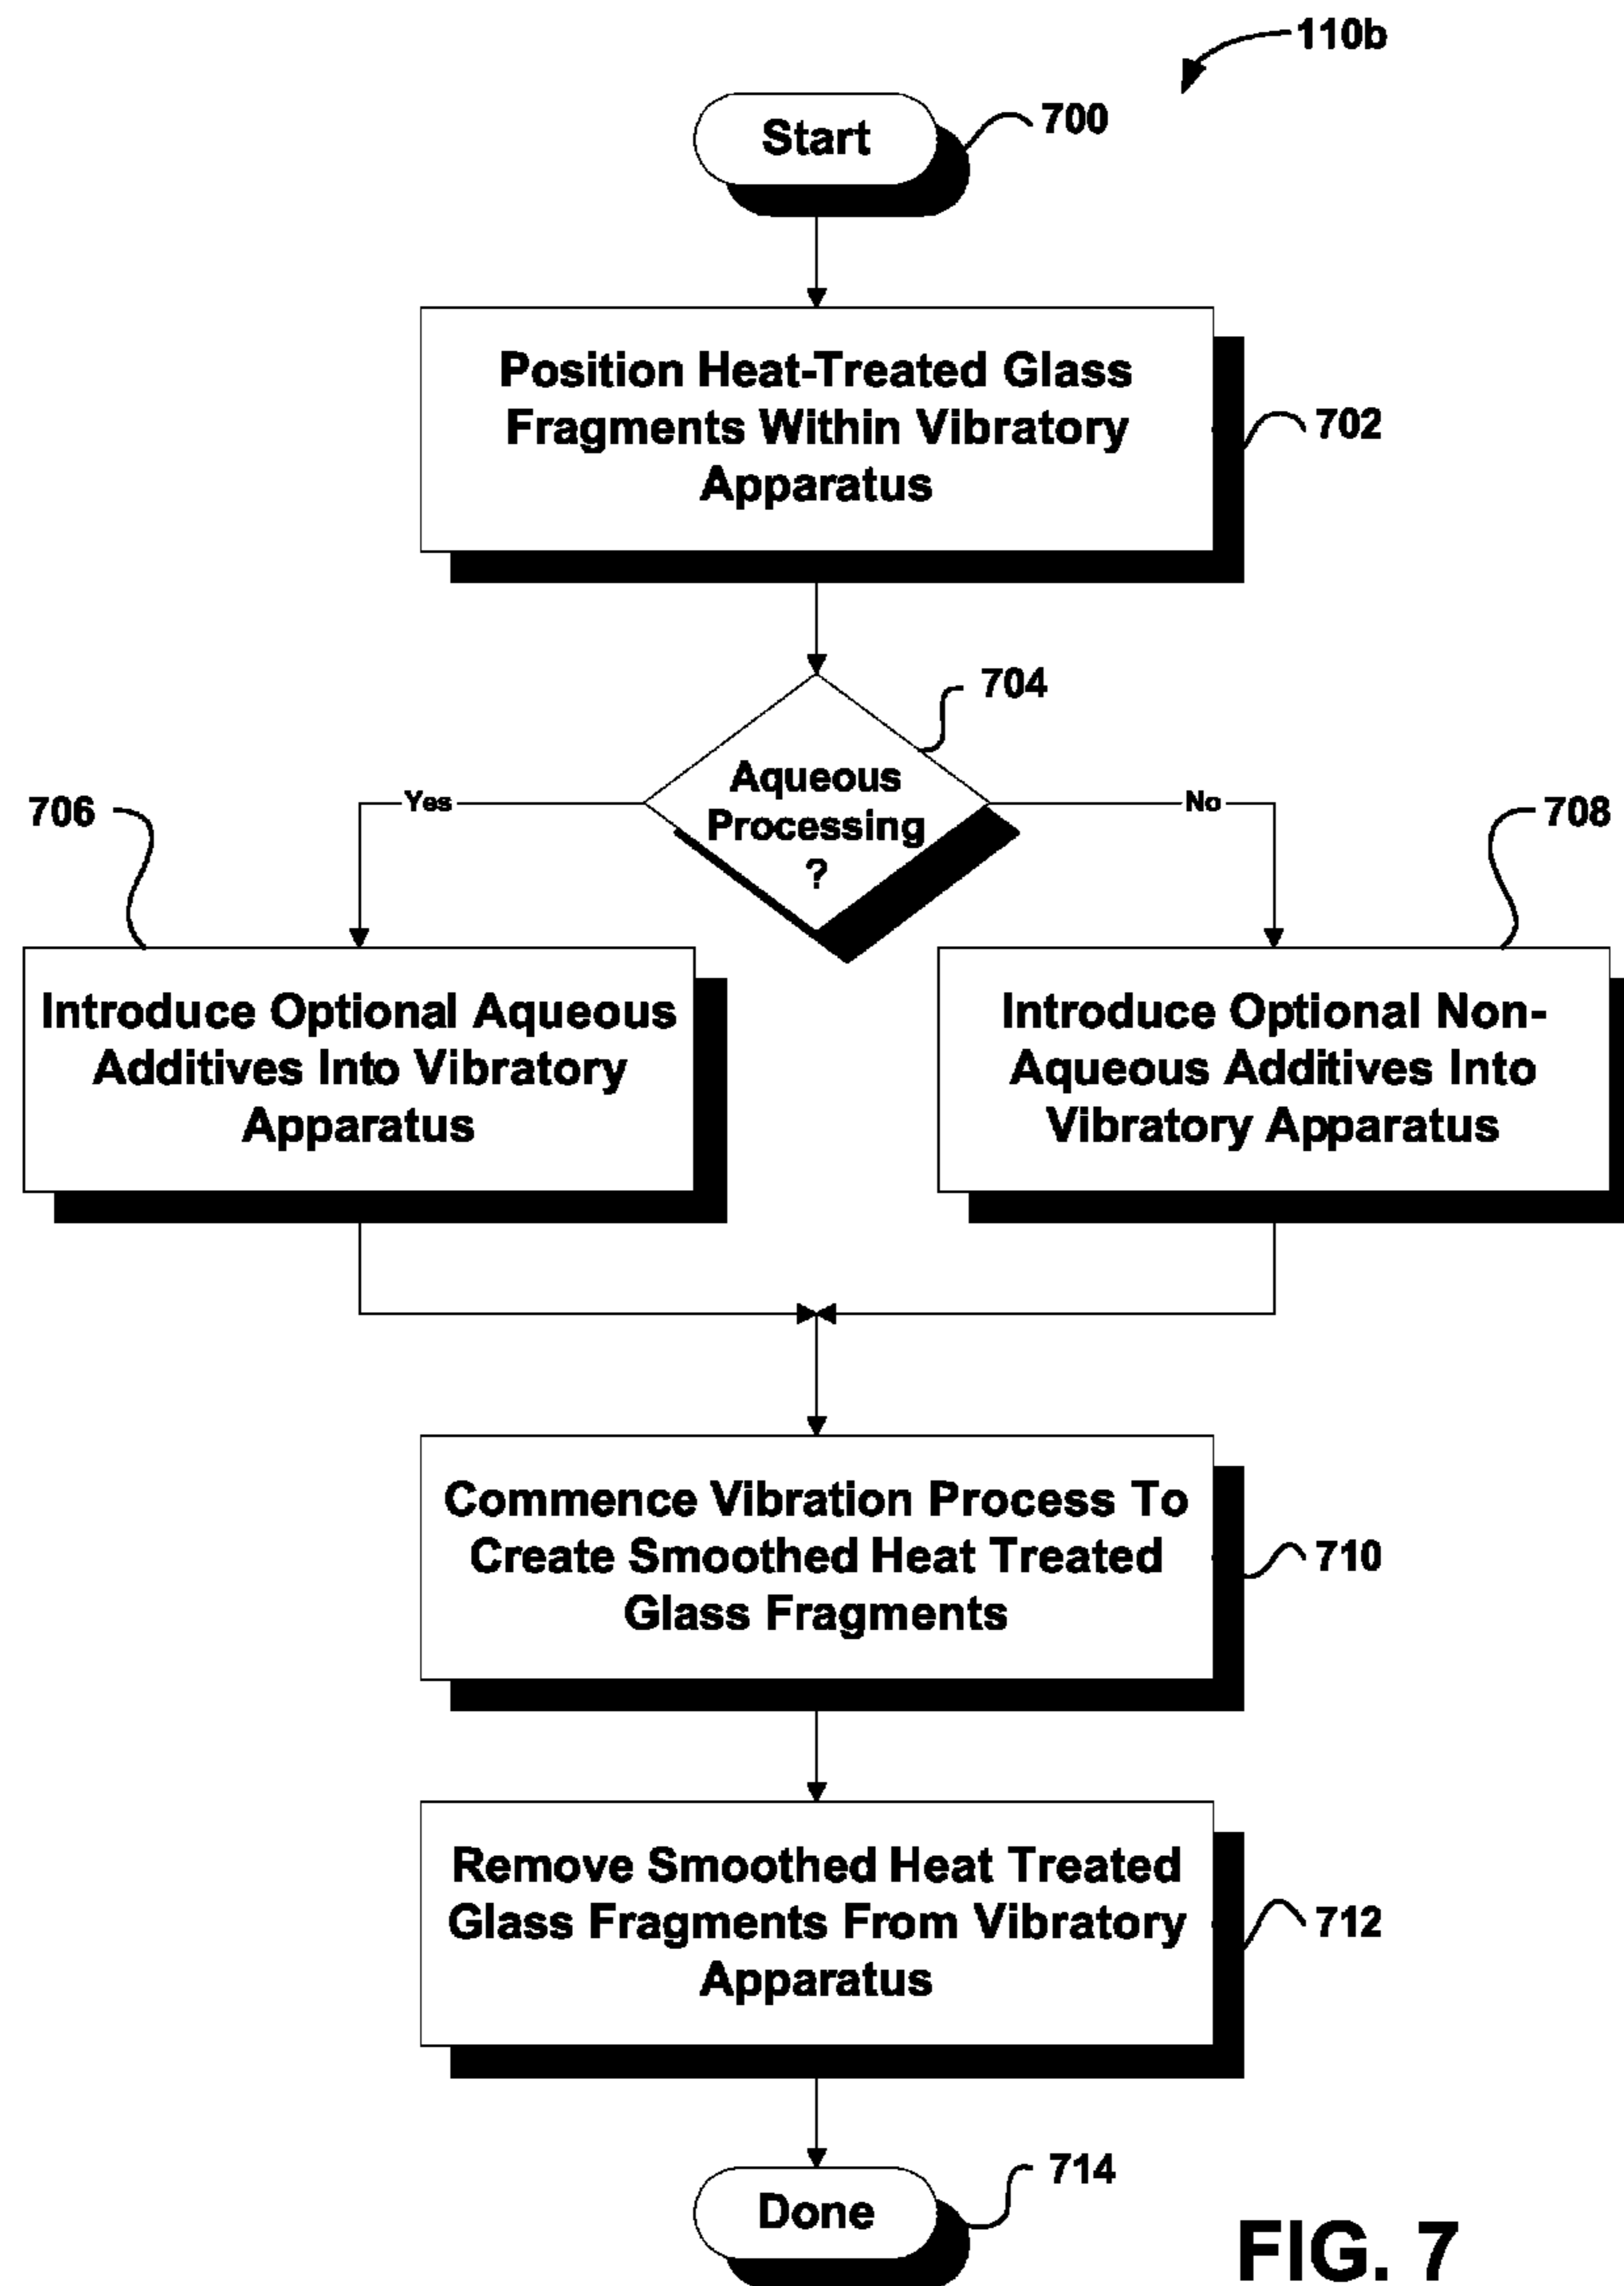 110b
Start
700
Position Heat-Treated Glass
Fragments Within Vibratory
Apparatus
702
704
Aqueous
Processing
?
Yes
No
706
708
Introduce Optional Aqueous
Additives Into Vibratory
Apparatus
Introduce Optional Non-
Aqueous Additives Into
Vibratory Apparatus
Commence Vibration Process To
Create Smoothed Heat Treated
Glass Fragments
710
Remove Smoothed Heat Treated
Glass Fragments From Vibratory
Apparatus
712
714
Done
FIG. 7